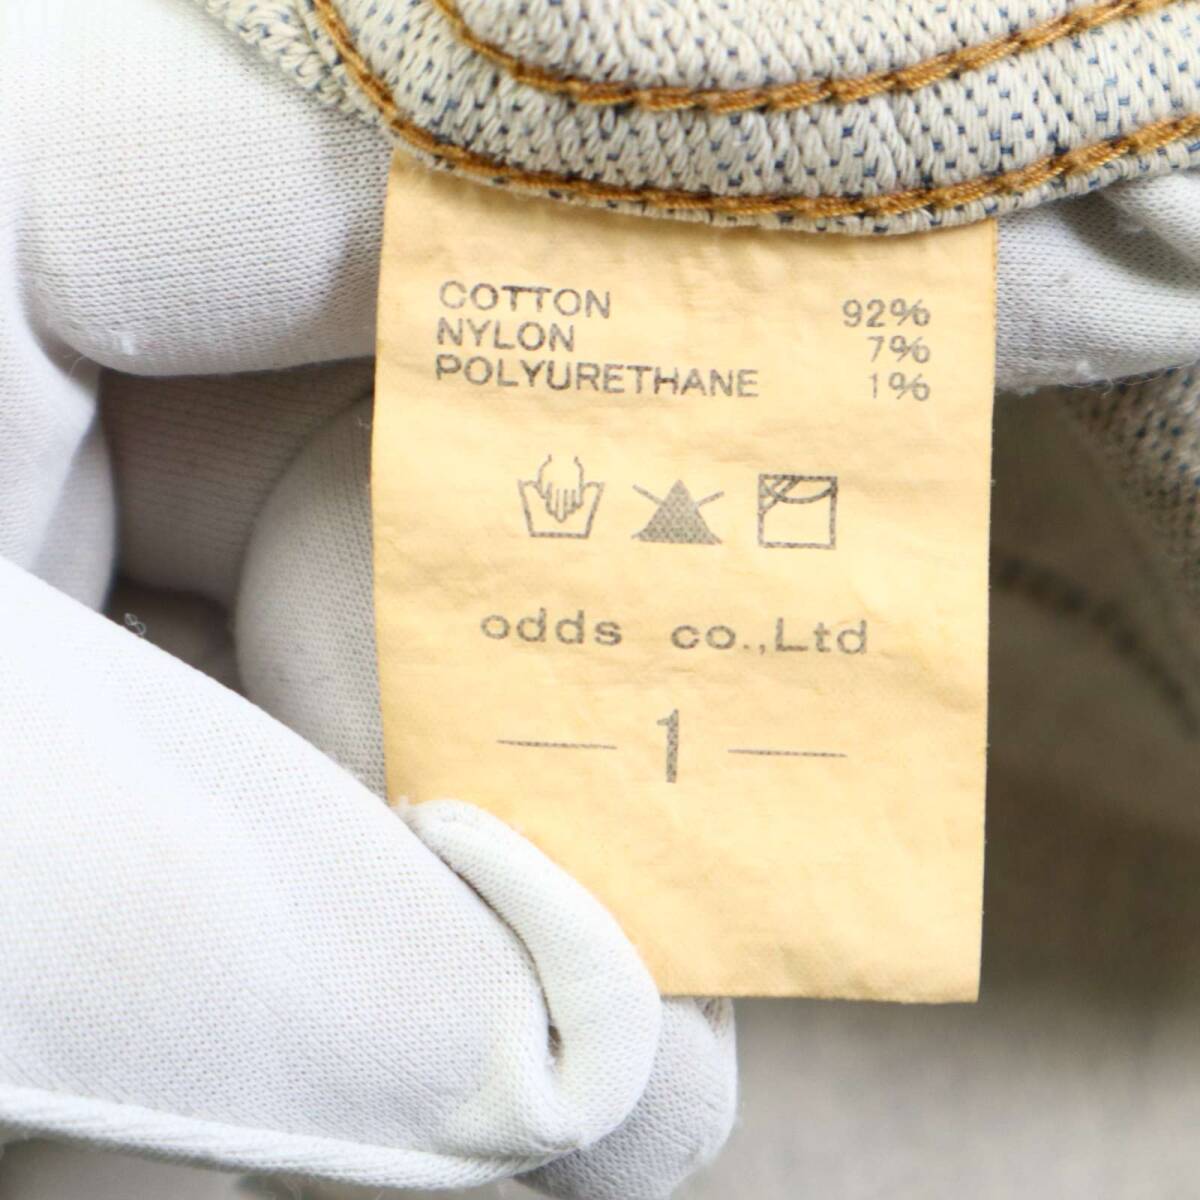 COTTON 92%
NYLON 7%
POLYURETHANE 1%
odds co.,Ltd
— 1 —